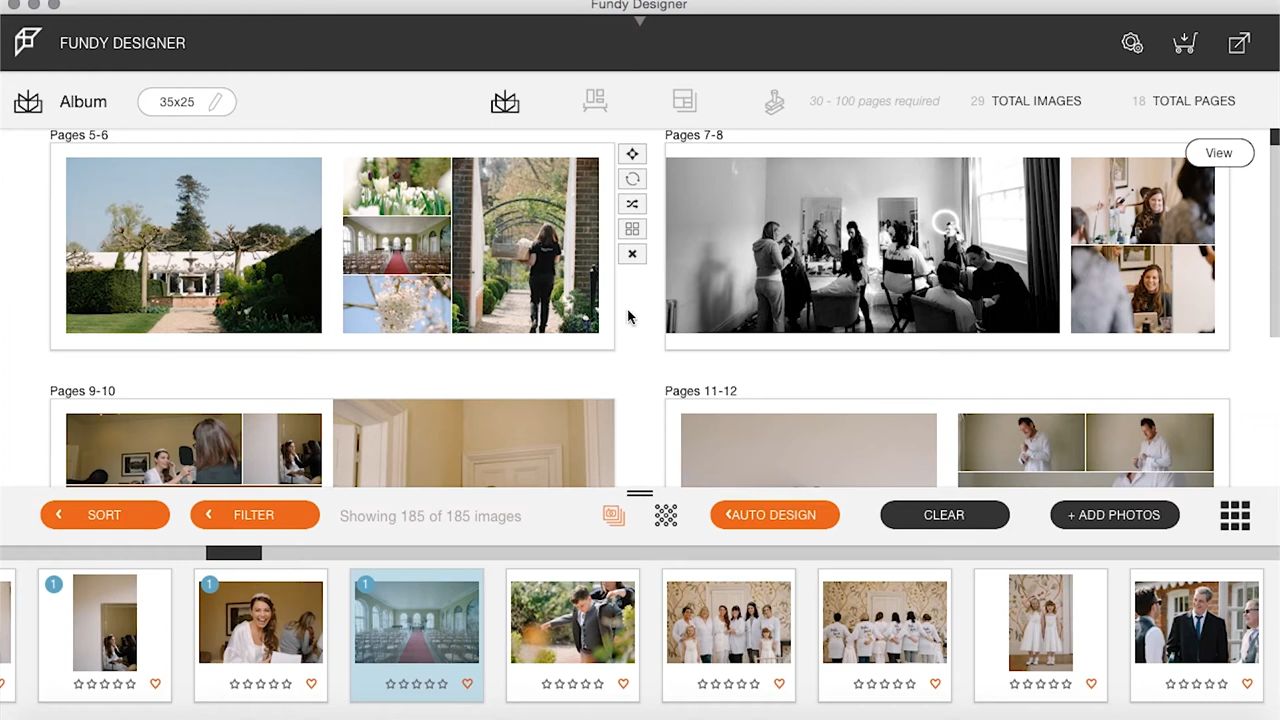 Fundy Designer
FUNDY DESIGNER
Album 35x25 30 - 100 pages required 29 TOTAL IMAGES 18 TOTAL PAGES
Pages 5-6 Pages 7-8
View
Pages 9-10 Pages 11-12
SORT FILTER Showing 185 of 185 images AUTO DESIGN CLEAR + ADD PHOTOS
1 1 1